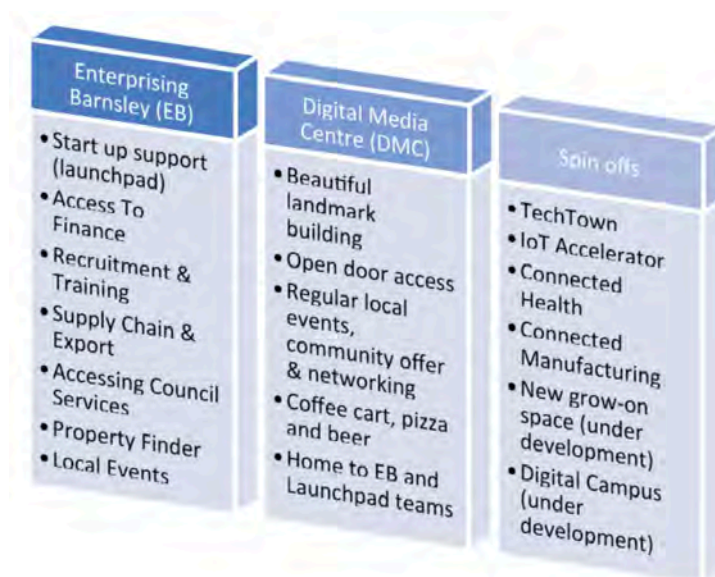 Enterprising
Barnsley (EB)
• Start up support
(launchpad)
• Access To
Finance
• Recruitment &
Training
• Supply Chain &
Export
• Accessing Council
Services
• Property Finder
• Local Events
Digital Media
Centre (DMC)
• Beautiful
landmark
building
• Open door access
• Regular local
events,
community offer
& networking
• Coffee cart, pizza
and beer
• Home to EB and
Launchpad teams
Spin offs
• TechTown
• IoT Accelerator
• Connected
Health
• Connected
Manufacturing
• New grow-on
space (under
development)
• Digital Campus
(under
development)